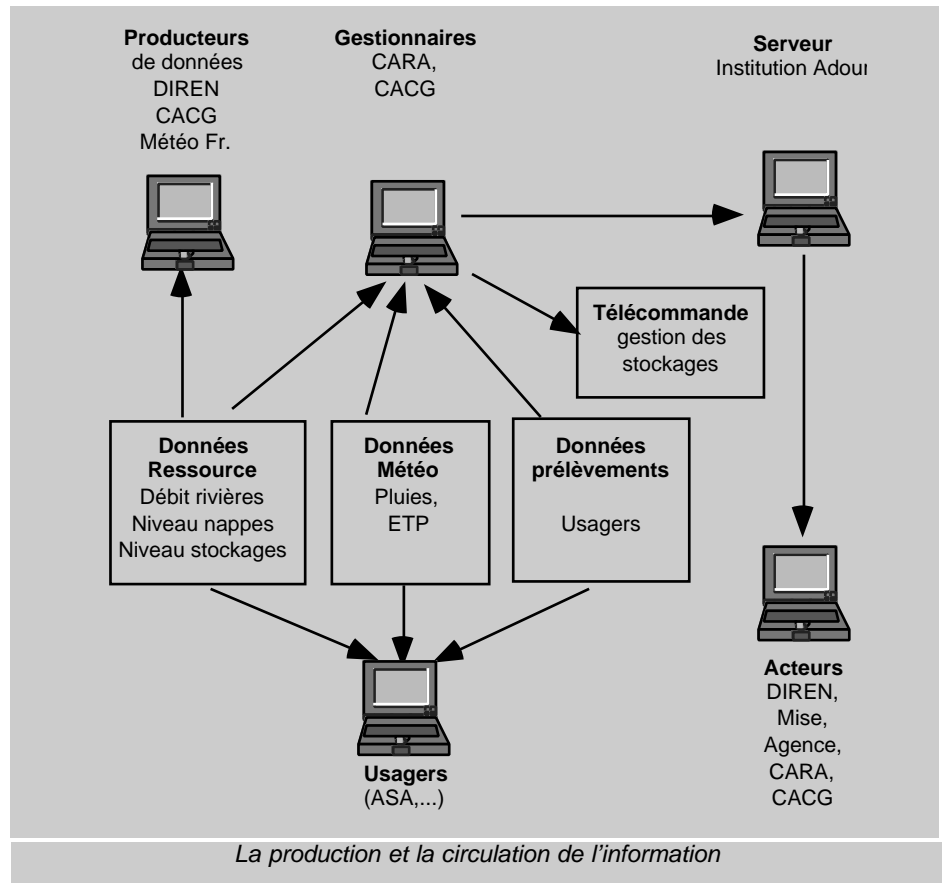 Producteurs
de données
DIREN
CACG
Météo Fr.
Gestionnaires
CARA,
CACG
Serveur
Institution Adour
Télécommande
gestion des
stockages
Données
Ressource
Débit rivières
Niveau nappes
Niveau stockages
Données
Météo
Pluies,
ETP
Données
prélèvements
Usagers
Usagers
(ASA,...)
Acteurs
DIREN,
Mise,
Agence,
CARA,
CACG
La production et la circulation de l'information